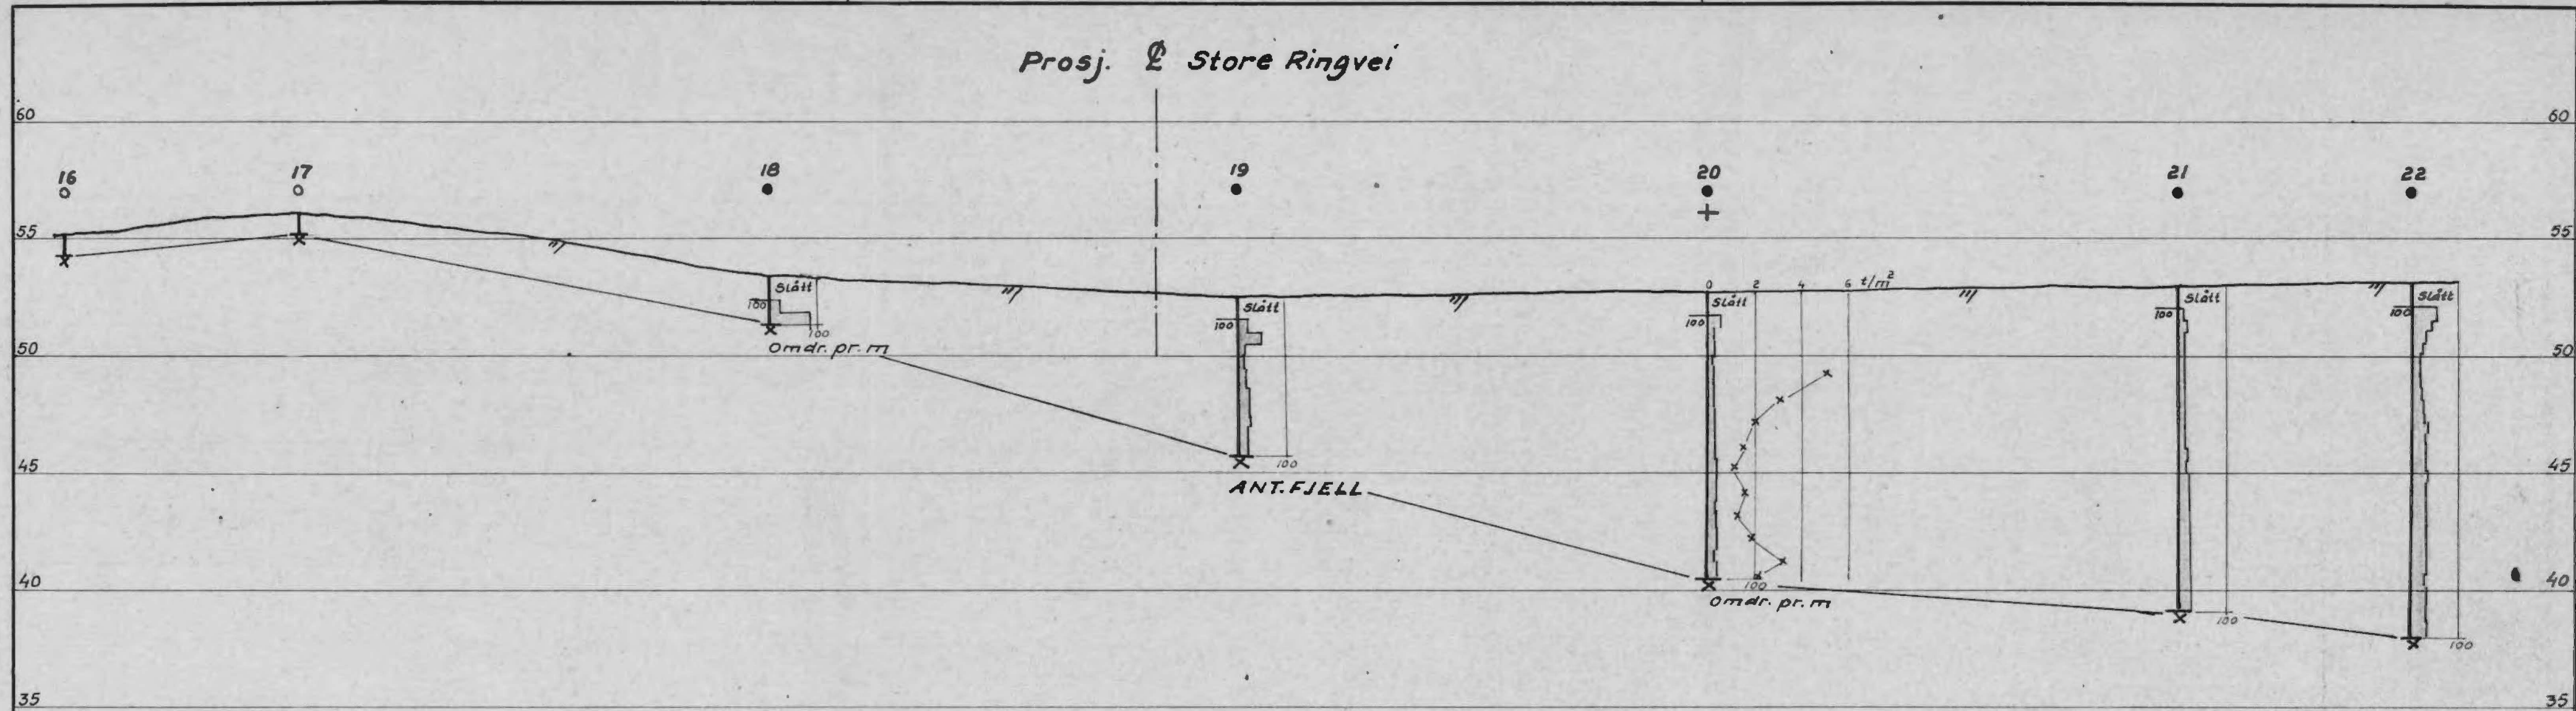 Prosj. ℄ Store Ringvei
60 60
16 17 18 19 20 21 22
55 55
0 2 4 6 t/m²
Slått Slått Slått Slått Slått
100 100 100 100 100
100
Omdr. pr. m
50 50
100
45 45
ANT. FJELL
100
40 40
Omdr. pr. m
100
100
35 35